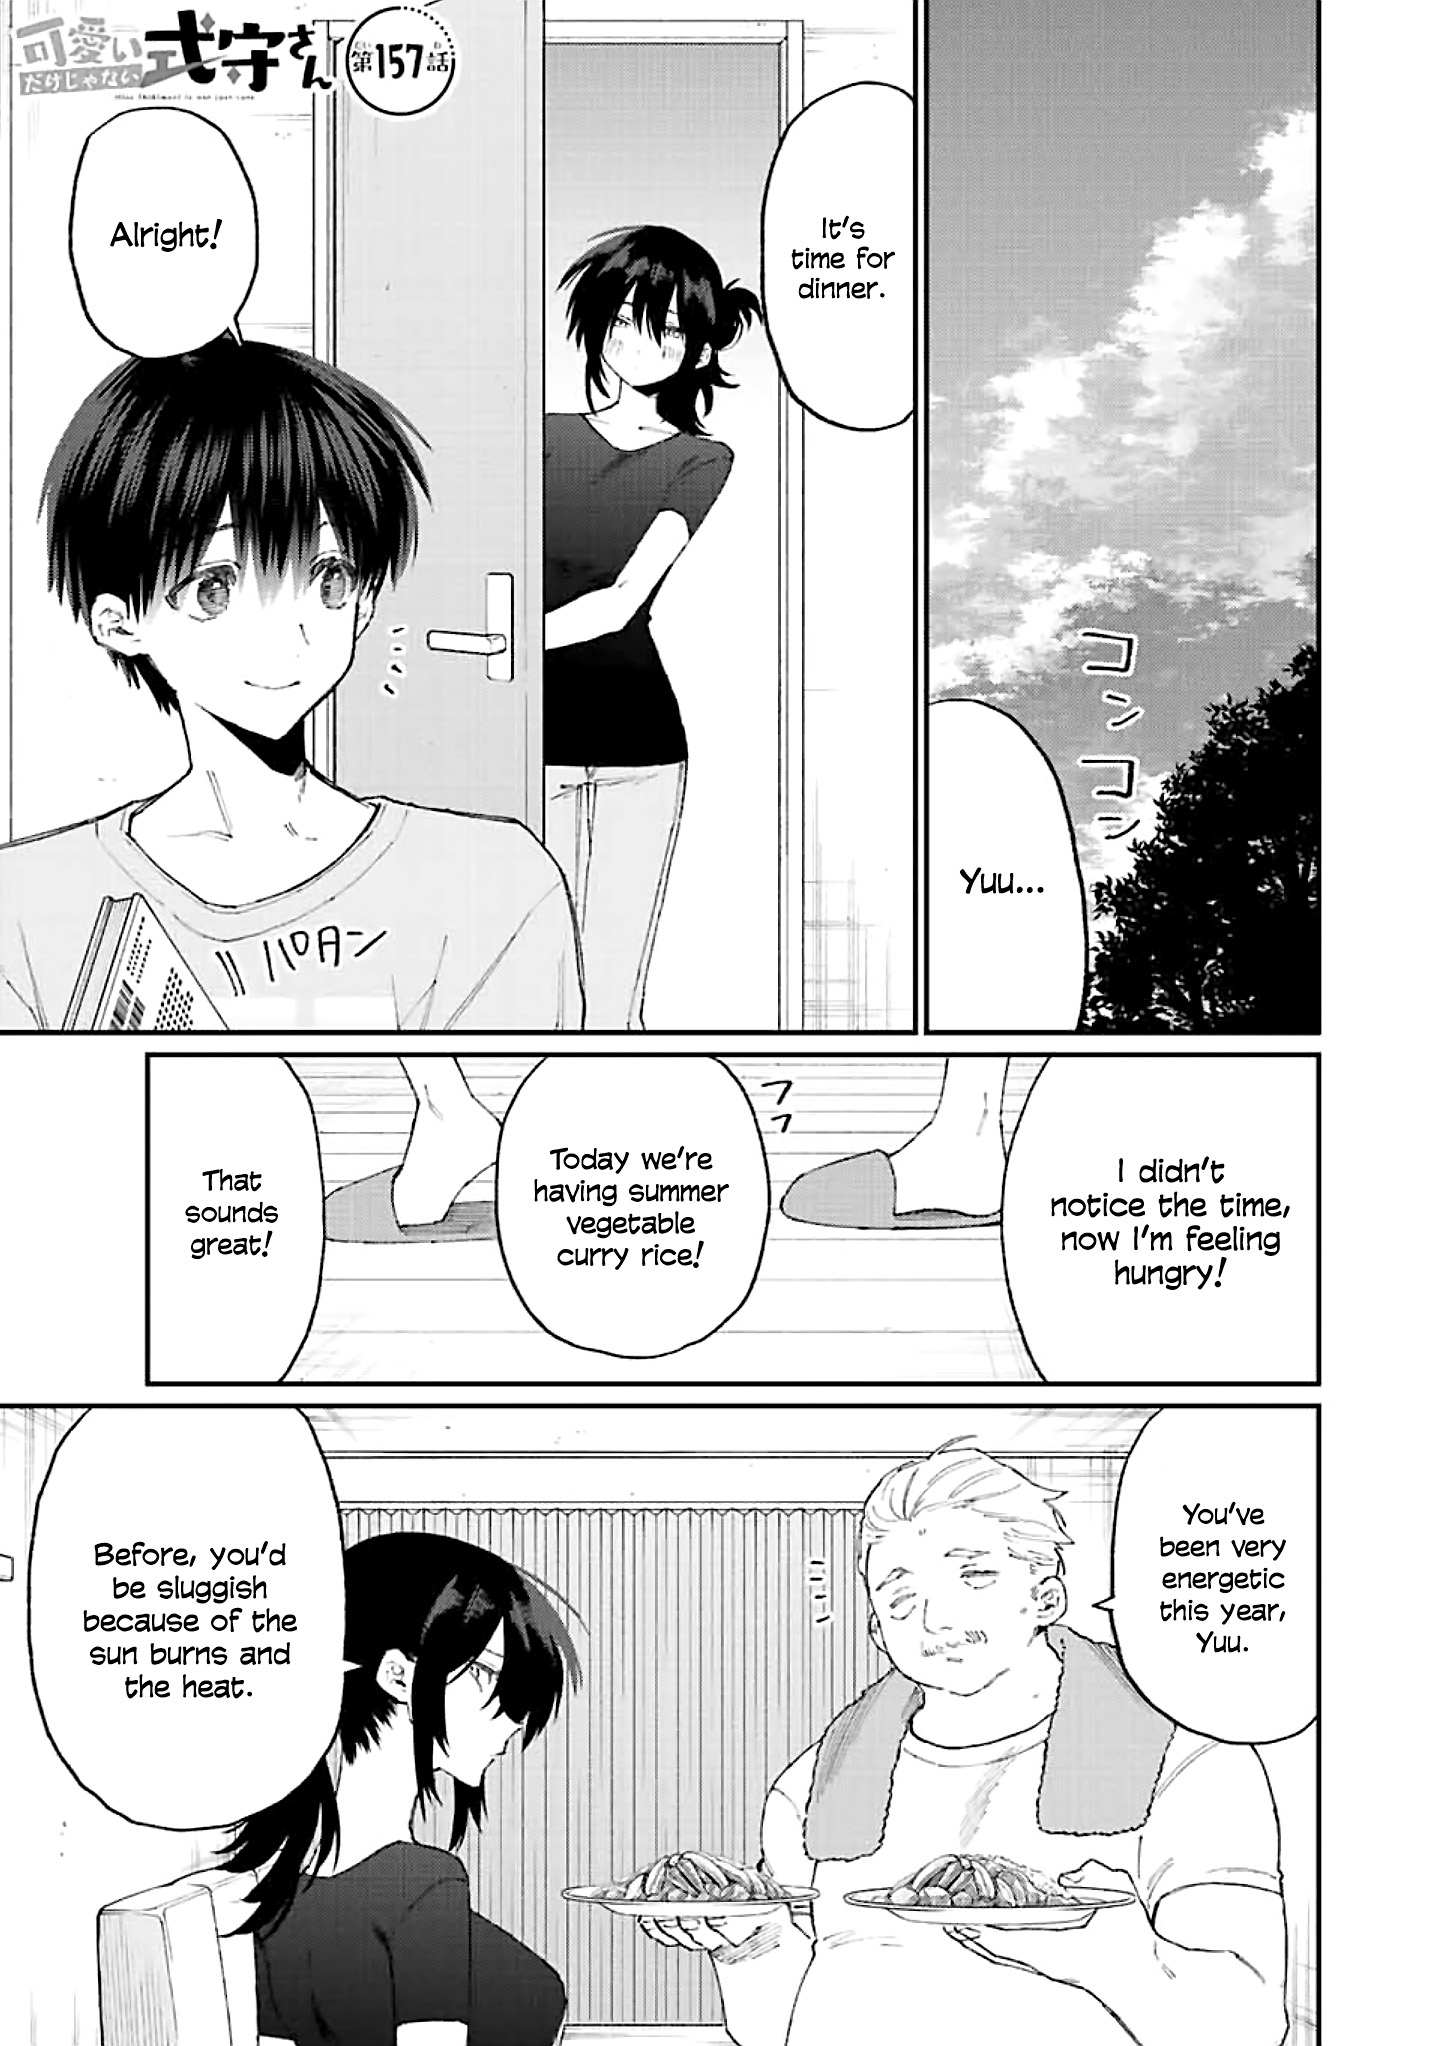 可愛い
だけじゃない
式守さん
第157話
だい
わ
コン
コン
Yuu...
It's
time for
dinner.
Alright!
パタン
I didn't
notice the time,
now I'm feeling
hungry!
Today we're
having summer
vegetable
curry rice!
That
sounds
great!
You've
been very
energetic
this year,
Yuu.
Before, you'd
be sluggish
because of the
sun burns and
the heat.